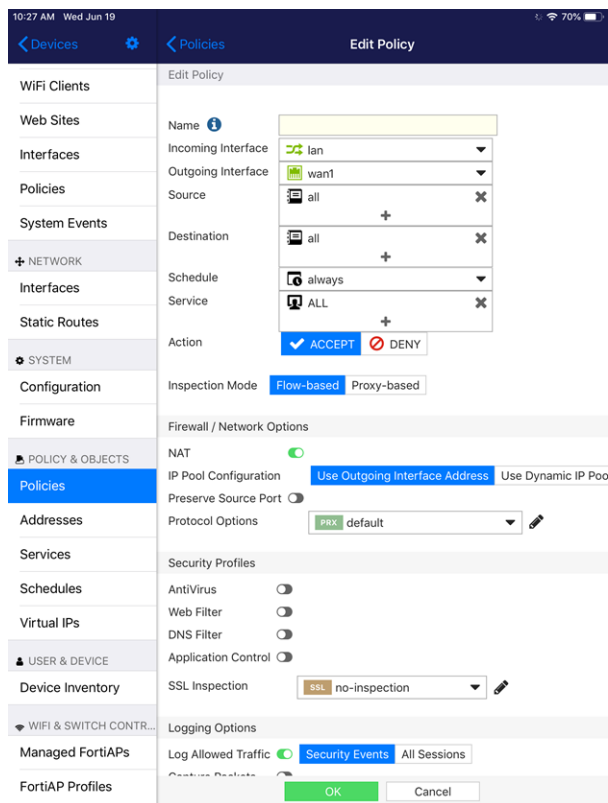 10:27 AM Wed Jun 19
70%
Devices
Policies
Edit Policy
WiFi Clients
Web Sites
Interfaces
Policies
System Events
NETWORK
Interfaces
Static Routes
SYSTEM
Configuration
Firmware
POLICY & OBJECTS
Policies
Addresses
Services
Schedules
Virtual IPs
USER & DEVICE
Device Inventory
WIFI & SWITCH CONTR...
Managed FortiAPs
FortiAP Profiles
Edit Policy
Name
Incoming Interface lan
Outgoing Interface wan1
Source all
+
Destination all
+
Schedule always
Service ALL
+
Action ACCEPT DENY
Inspection Mode Flow-based Proxy-based
Firewall / Network Options
NAT
IP Pool Configuration Use Outgoing Interface Address Use Dynamic IP Poo
Preserve Source Port
Protocol Options PRX default
Security Profiles
AntiVirus
Web Filter
DNS Filter
Application Control
SSL Inspection SSL no-inspection
Logging Options
Log Allowed Traffic Security Events All Sessions
Capture Packets
OK Cancel